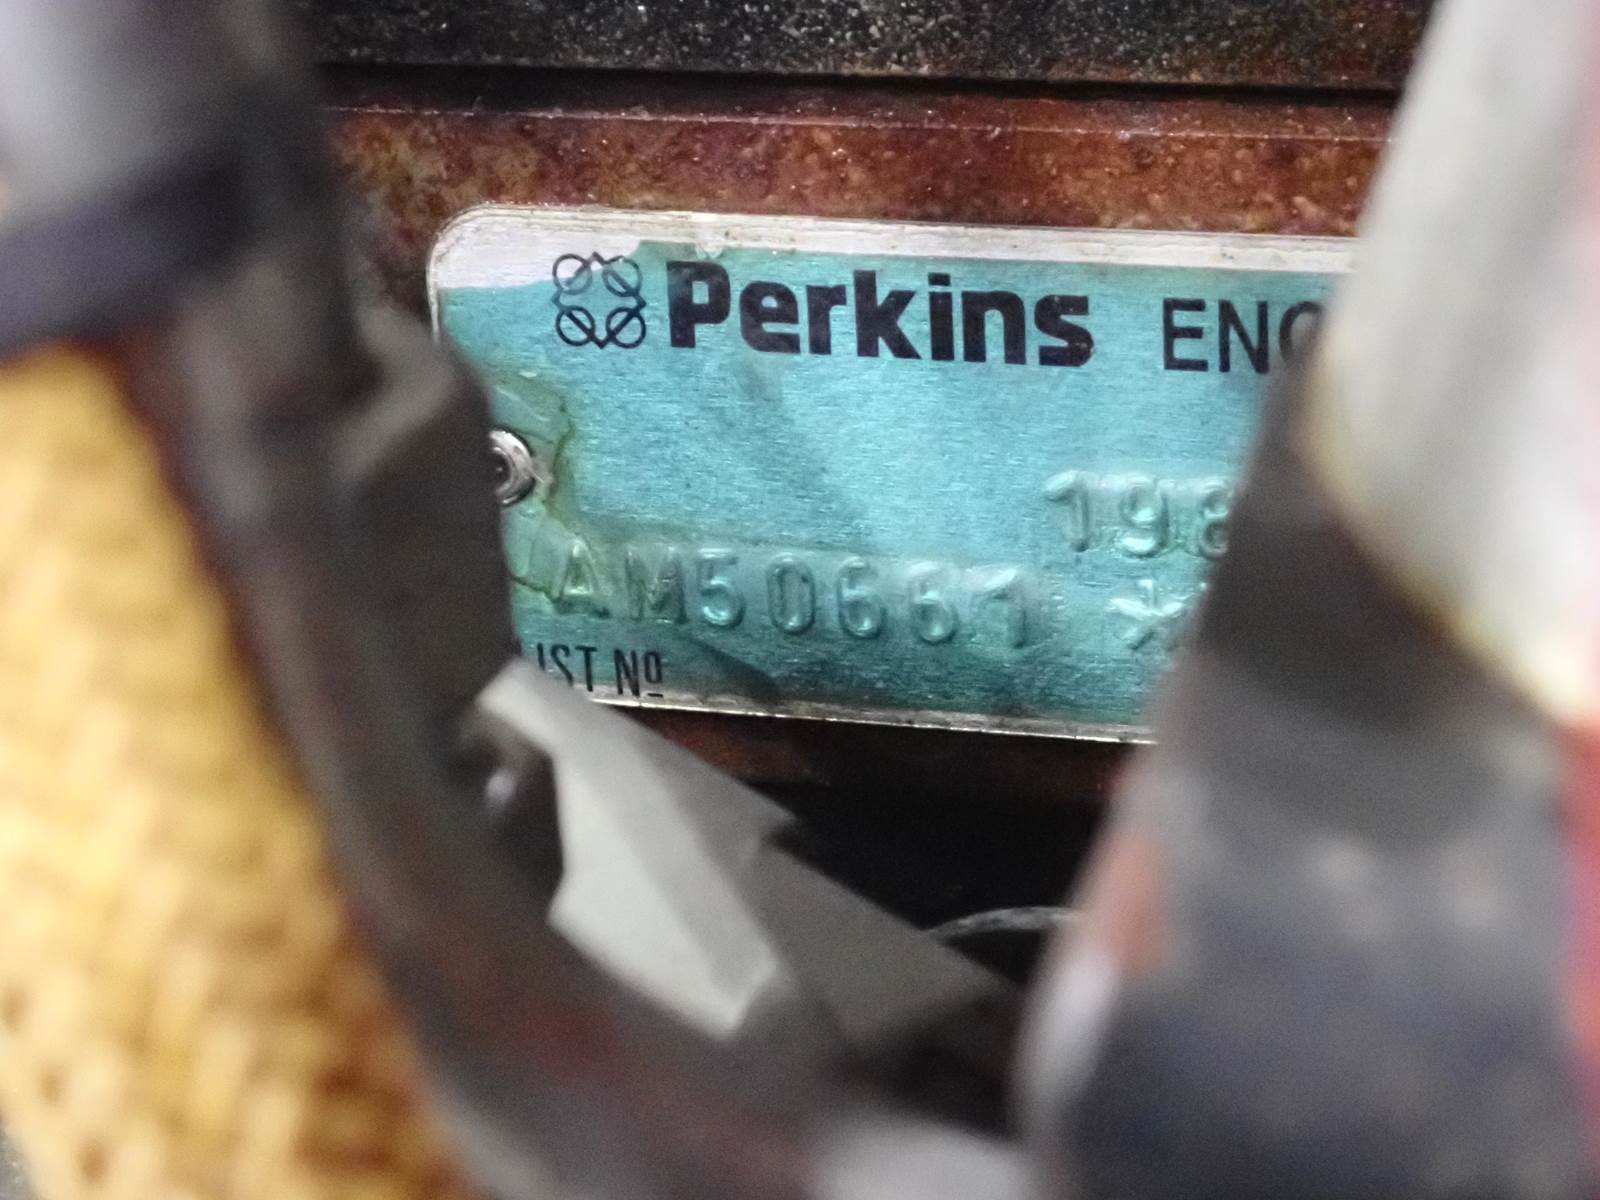 Perkins ENG
198
AM50661 *
LIST Nº